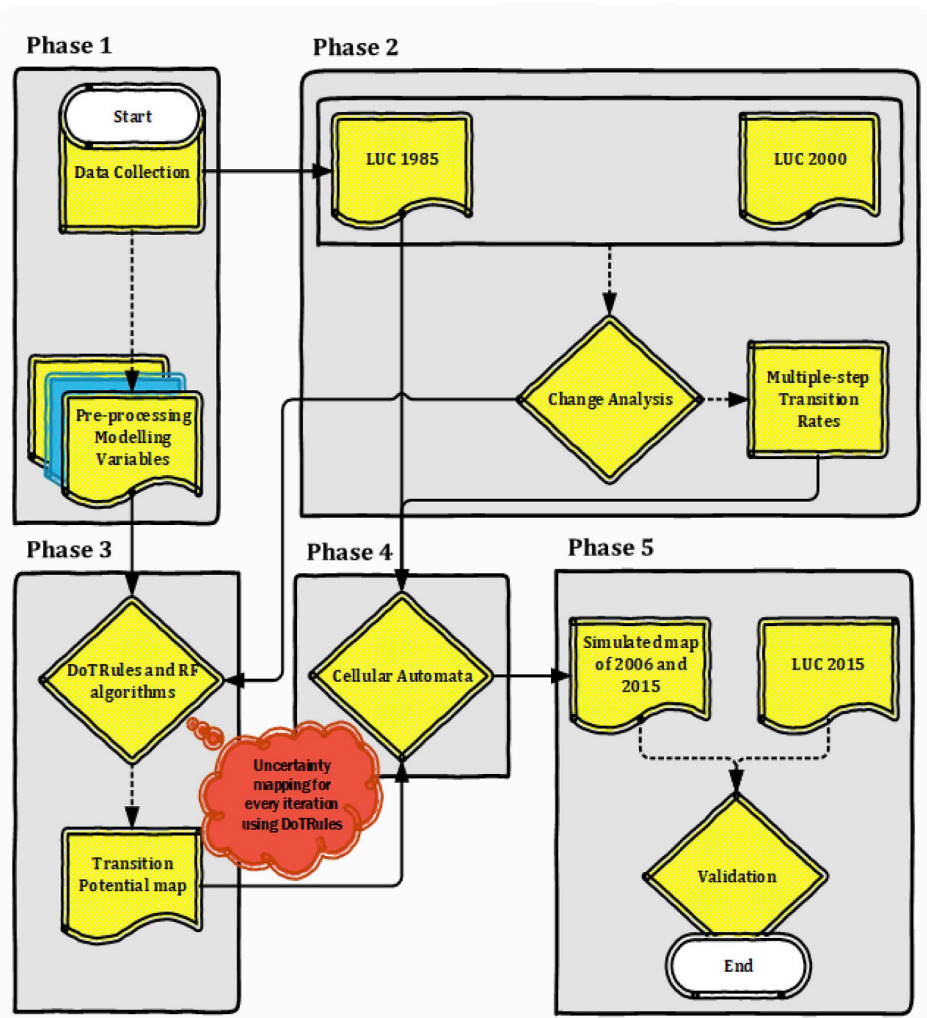 Phase 1
Start
Data Collection
Pre-processing
Modelling
Variables
Phase 2
LUC 1985
LUC 2000
Change Analysis
Multiple-step
Transition
Rates
Phase 3
DoTRules and RF
algorithms
Uncertainty
mapping for
every iteration
using DoTRules
Transition
Potential map
Phase 4
Cellular Automata
Phase 5
Simulated map
of 2006 and
2015
LUC 2015
Validation
End